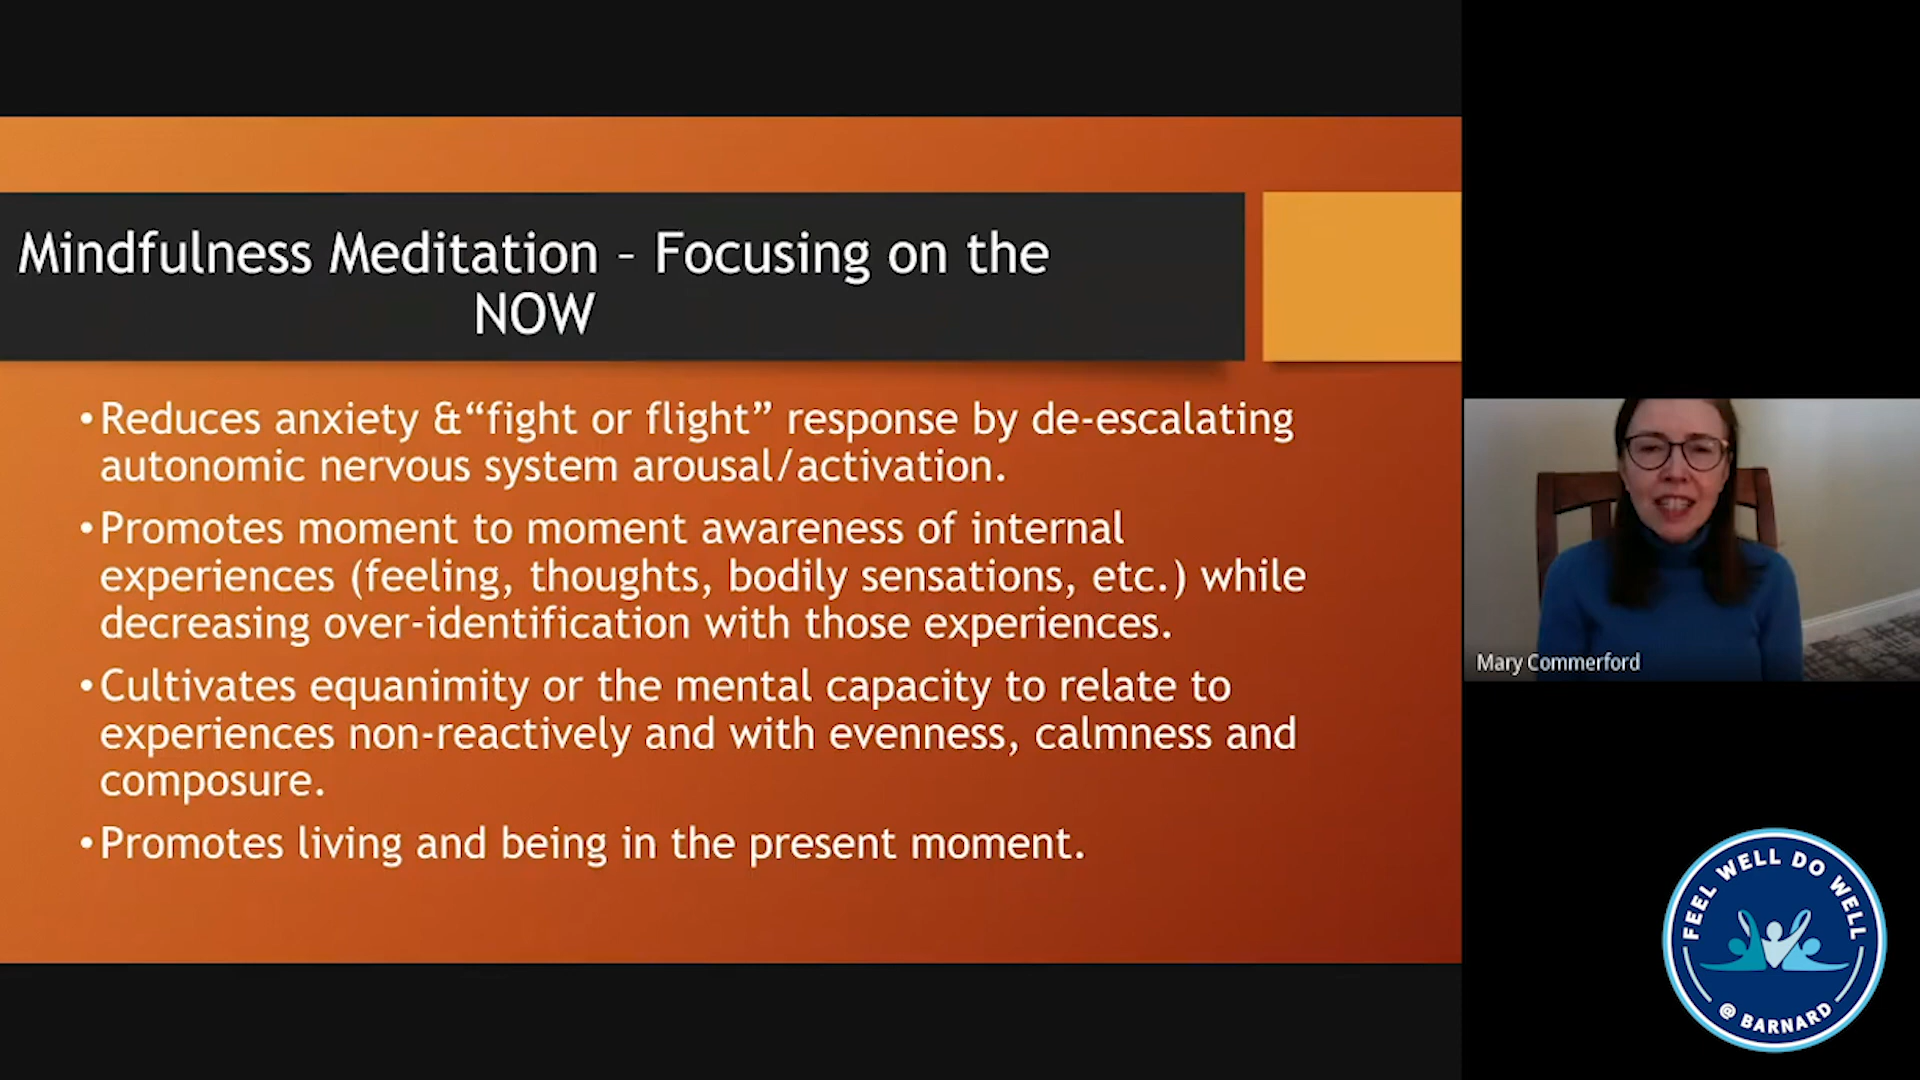 Mindfulness Meditation – Focusing on the
NOW
•Reduces anxiety &“fight or flight” response by de-escalating
autonomic nervous system arousal/activation.
•Promotes moment to moment awareness of internal
experiences (feeling, thoughts, bodily sensations, etc.) while
decreasing over-identification with those experiences.
•Cultivates equanimity or the mental capacity to relate to
experiences non-reactively and with evenness, calmness and
composure.
•Promotes living and being in the present moment.
Mary Commerford
FEEL WELL DO WELL
@ BARNARD